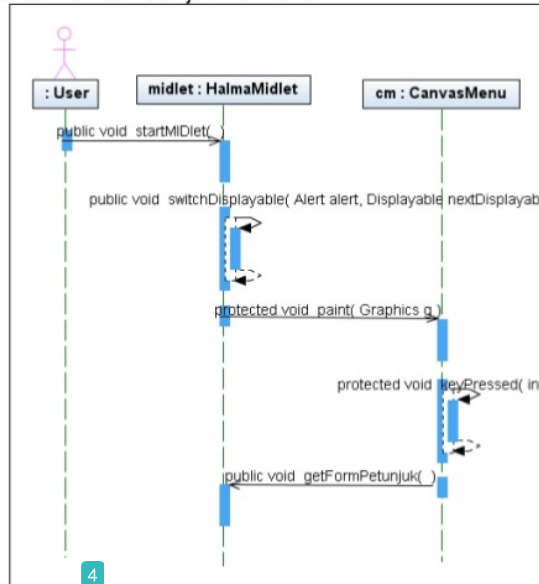 : User
midlet : HalmaMidlet
cm : CanvasMenu
public void startMIDlet( )
public void switchDisplayable( Alert alert, Displayable nextDisplayab
protected void paint( Graphics g )
protected void keyPressed( in
public void getFormPetunjuk( )
4